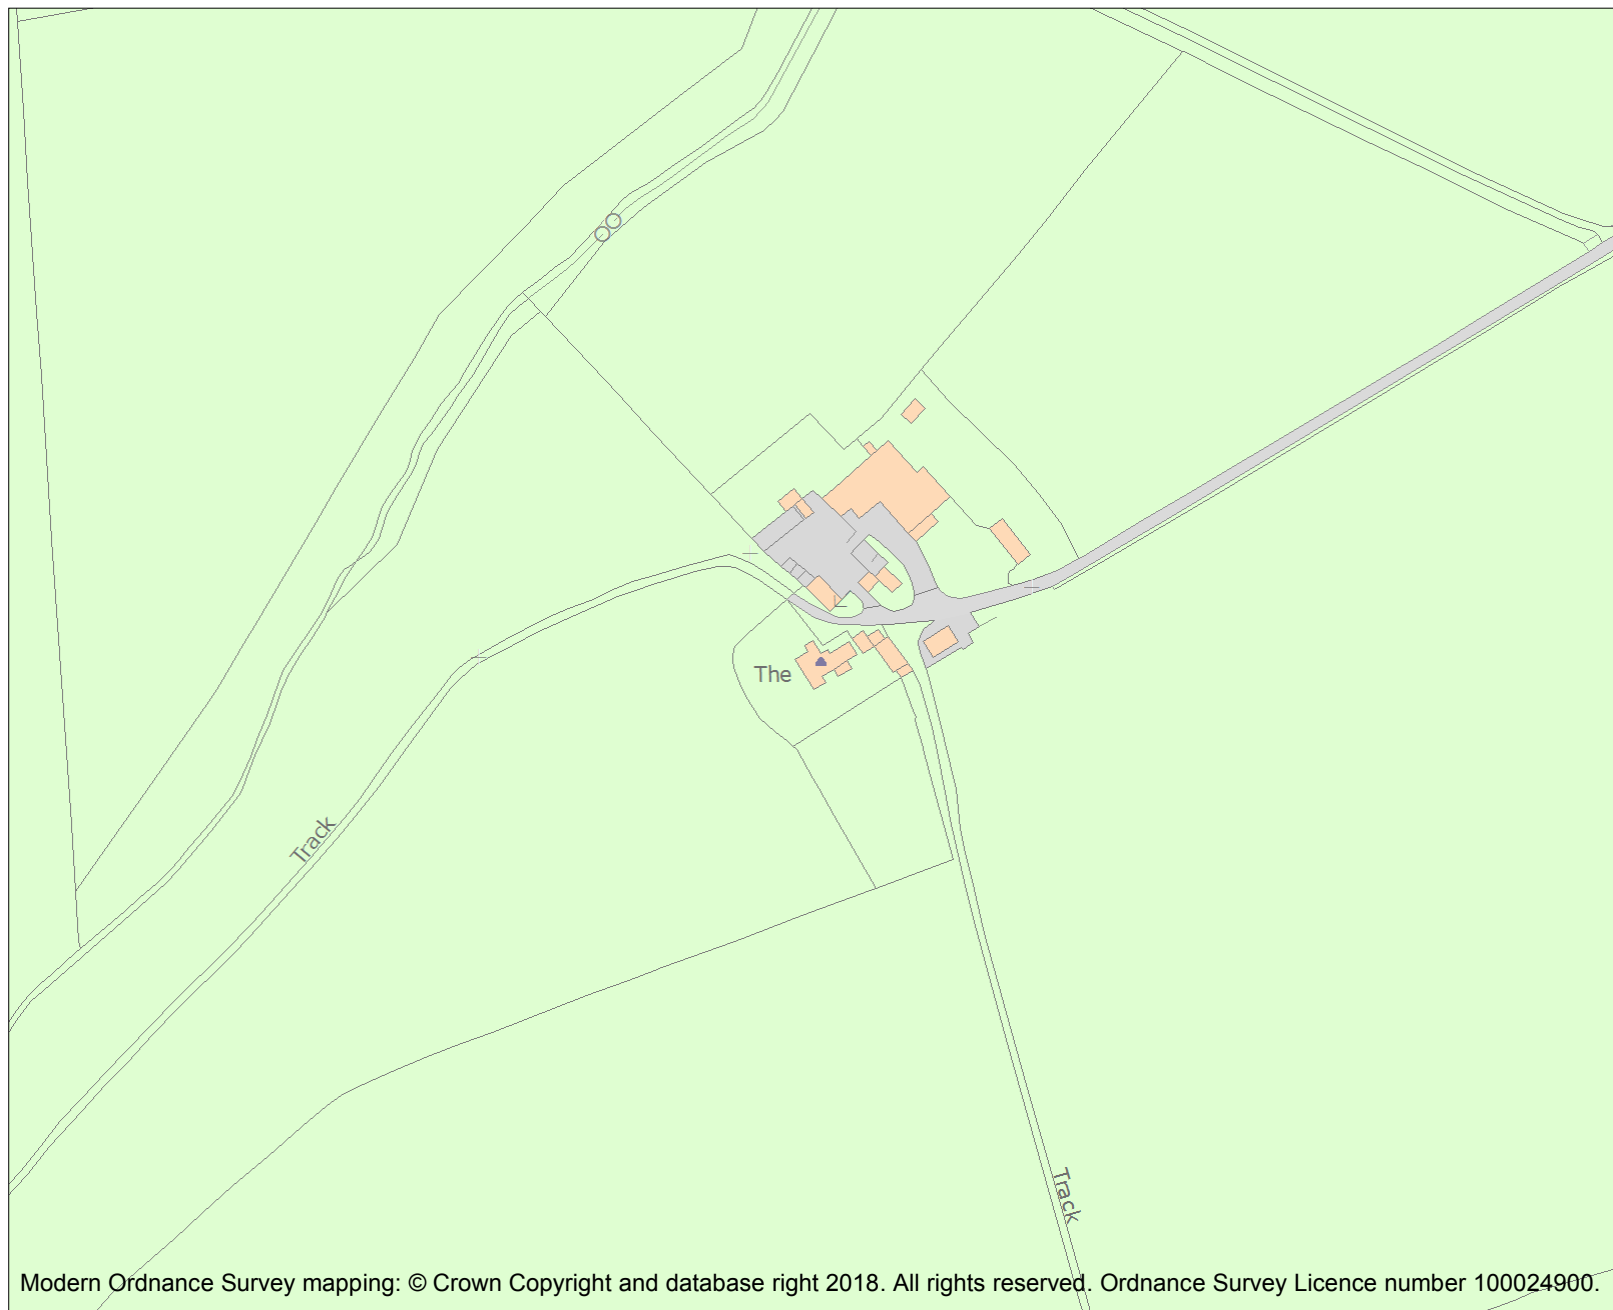 The
Track
Track
Modern Ordnance Survey mapping: © Crown Copyright and database right 2018. All rights reserved. Ordnance Survey Licence number 100024900.